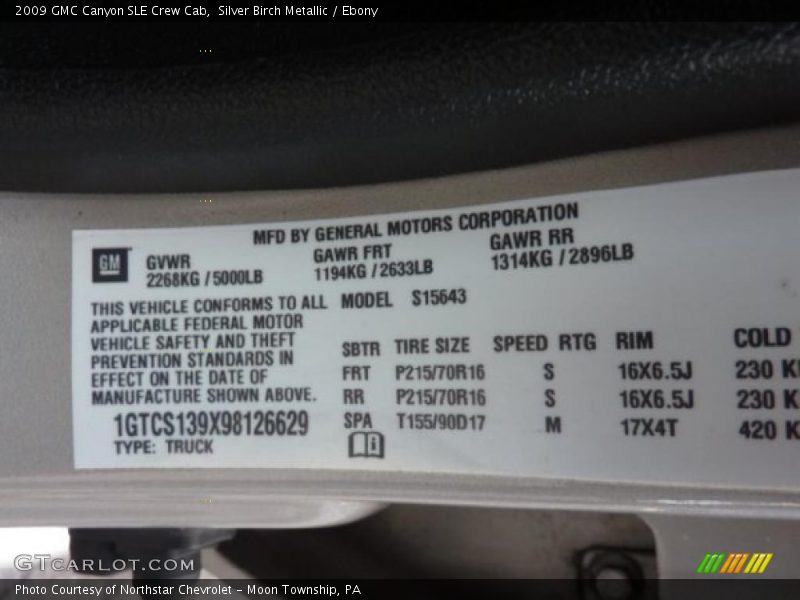 2009 GMC Canyon SLE Crew Cab, Silver Birch Metallic / Ebony
MFD BY GENERAL MOTORS CORPORATION
GM
GVWR GAWR FRT GAWR RR
2268KG / 5000LB 1194KG / 2633LB 1314KG / 2896LB
THIS VEHICLE CONFORMS TO ALL
APPLICABLE FEDERAL MOTOR
VEHICLE SAFETY AND THEFT
PREVENTION STANDARDS IN
EFFECT ON THE DATE OF
MANUFACTURE SHOWN ABOVE.
1GTCS139X98126629
TYPE: TRUCK
MODEL S15643
SBTR TIRE SIZE SPEED RTG RIM COLD
FRT P215/70R16 S 16X6.5J 230 K
RR P215/70R16 S 16X6.5J 230 K
SPA T155/90D17 M 17X4T 420 K
GTCARLOT.COM
Photo Courtesy of Northstar Chevrolet - Moon Township, PA